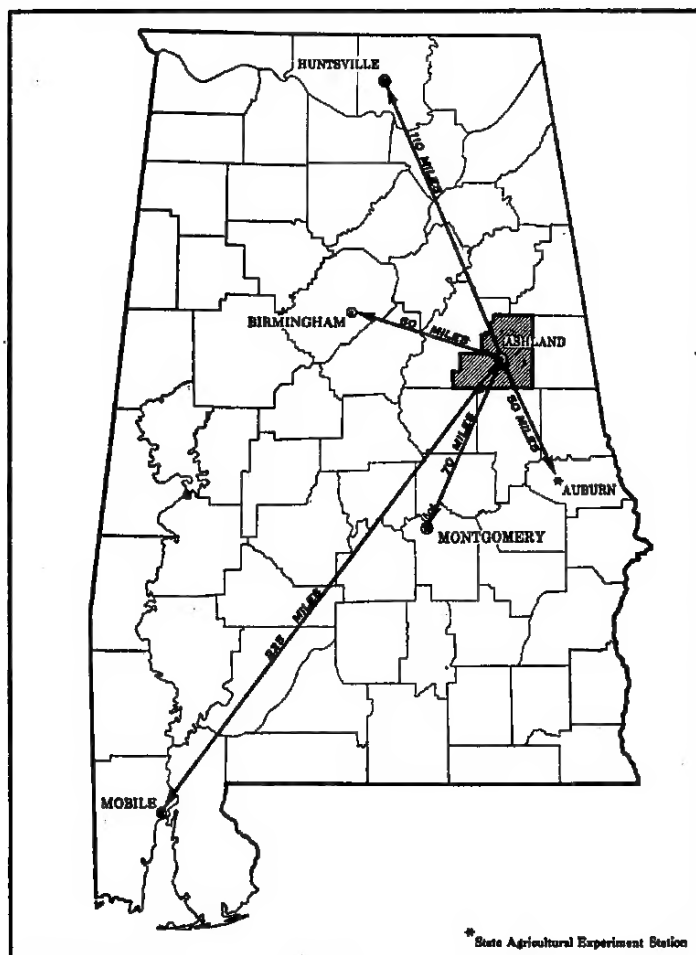 HUNTSVILLE
110 MILES
BIRMINGHAM
60 MILES
ASHLAND
50 MILES
70 MILES
*AUBURN
MONTGOMERY
225 MILES
MOBILE
*State Agricultural Experiment Station